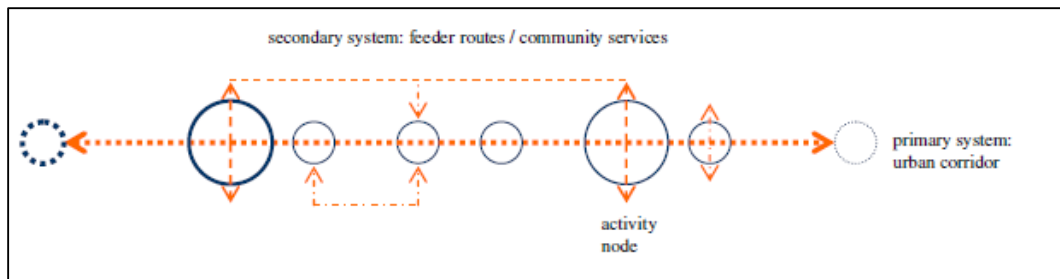 secondary system: feeder routes / community services
primary system:
urban corridor
activity
node